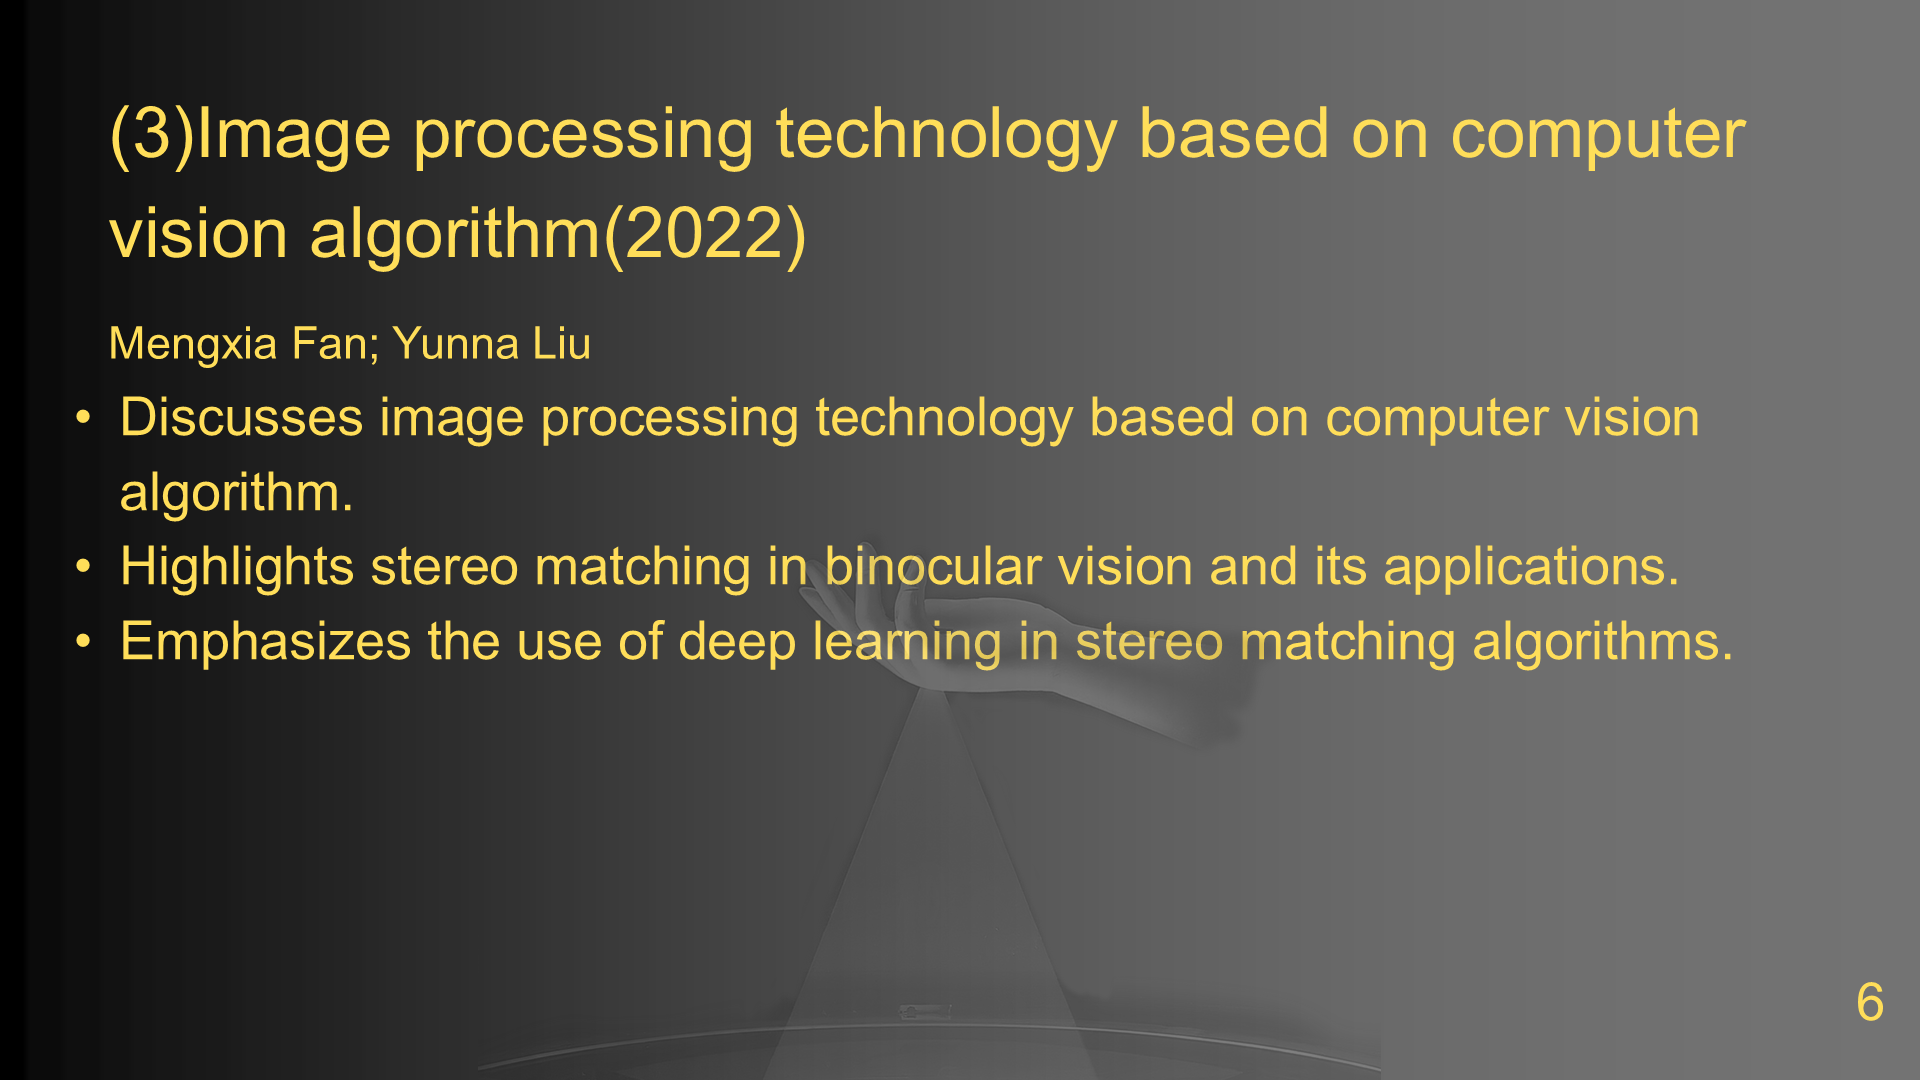 (3)Image processing technology based on computer
vision algorithm(2022)
Mengxia Fan; Yunna Liu
• Discusses image processing technology based on computer vision
algorithm.
• Highlights stereo matching in binocular vision and its applications.
• Emphasizes the use of deep learning in stereo matching algorithms.
6